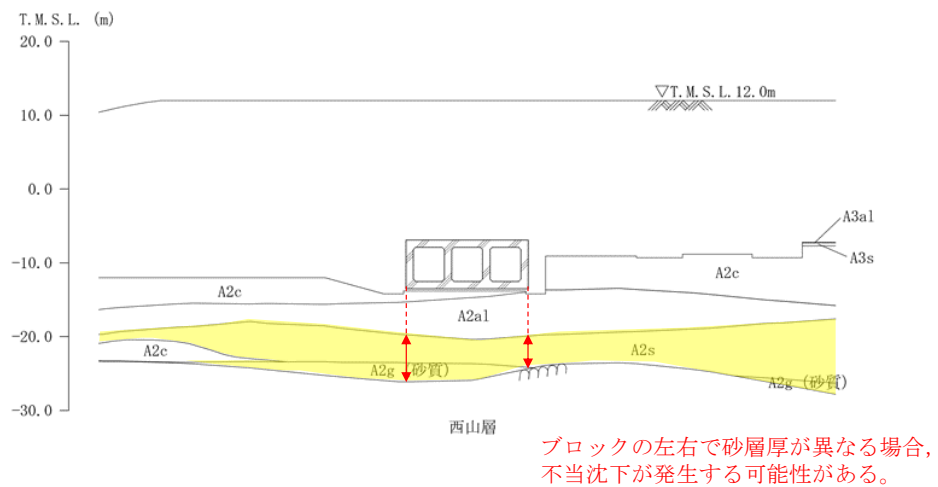 T.M.S.L. (m)
20.0
10.0
0.0
-10.0
-20.0
-30.0
▽T.M.S.L.12.0m
A3al
A3s
A2c
A2c
A2al
A2c
A2s
A2g（砂質）
A2g（砂質）
西山層
ブロックの左右で砂層厚が異なる場合，
不当沈下が発生する可能性がある。